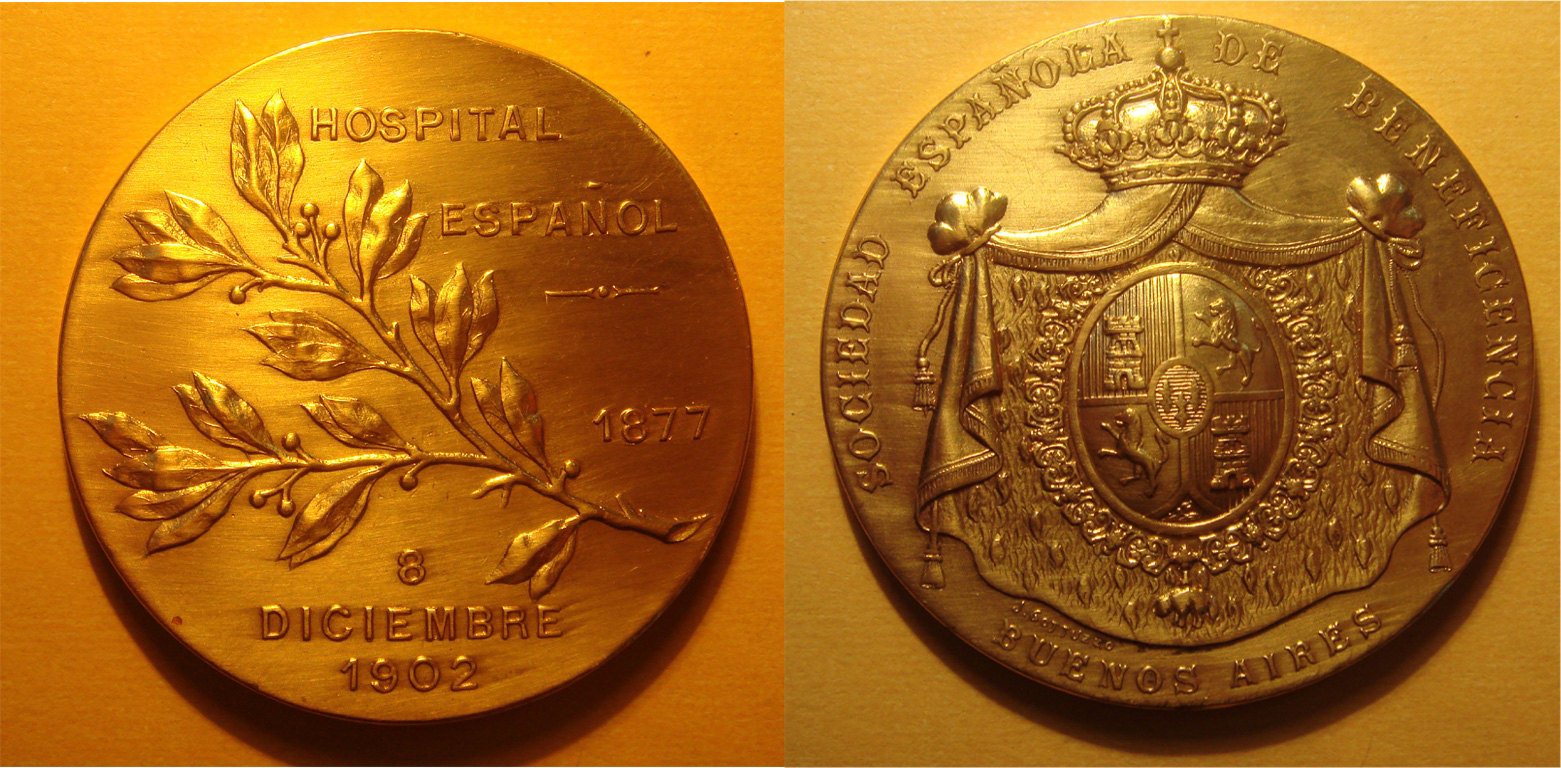 HOSPITAL
ESPAÑOL
1877
8
DICIEMBRE
1902
SOCIEDAD ESPAÑOLA DE BENEFICENCIA
BUENOS AIRES